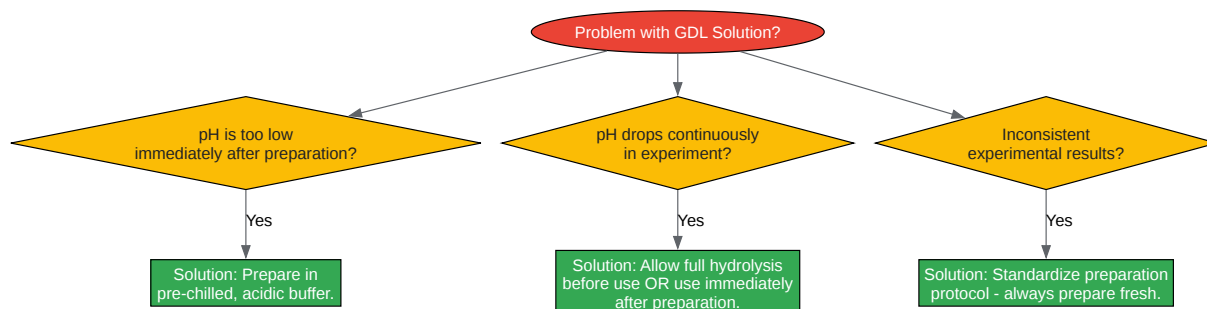 Problem with GDL Solution?
pH is too low
immediately after preparation?
pH drops continuously
in experiment?
Inconsistent
experimental results?
Yes
Yes
Yes
Solution: Prepare in
pre-chilled, acidic buffer.
Solution: Allow full hydrolysis
before use OR use immediately
after preparation.
Solution: Standardize preparation
protocol - always prepare fresh.